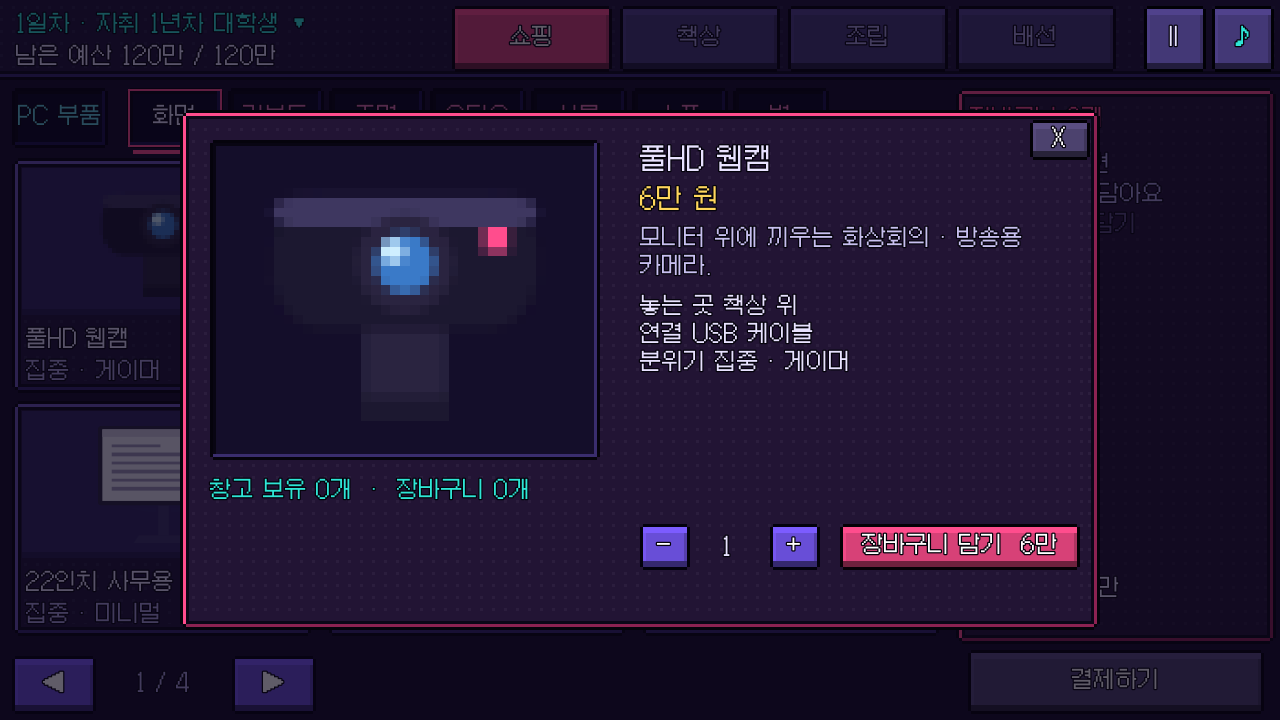 1일차 · 자취 1년차 대학생 ▼
남은 예산 120만 / 120만
쇼핑
책상
조립
배선
PC 부품
화면
풀HD 웹캠
집중 · 게이머
22인치 사무용
집중 · 미니멀
X
풀HD 웹캠
6만 원
모니터 위에 끼우는 화상회의 · 방송용
카메라.
놓는 곳 책상 위
연결 USB 케이블
분위기 집중 · 게이머
창고 보유 0개 · 장바구니 0개
− 1 +
장바구니 담기 6만
담아요
담기
만
1 / 4
결제하기